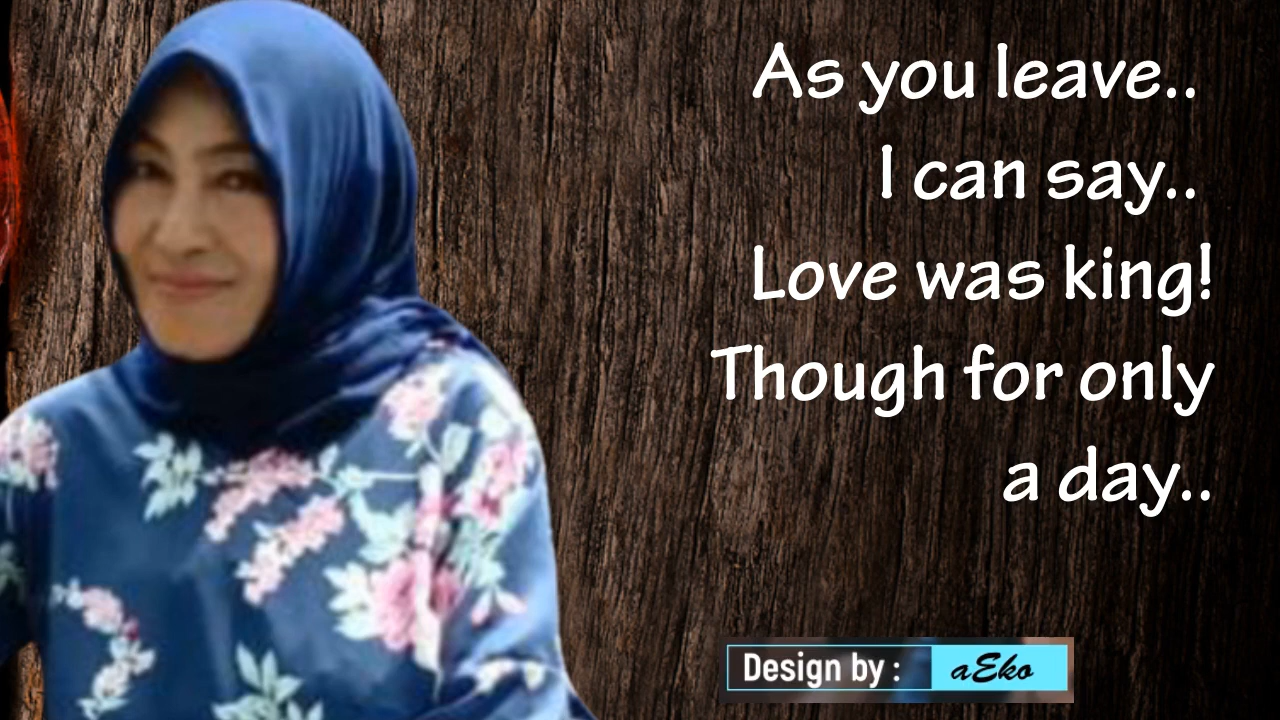 As you leave..
I can say..
Love was king!
Though for only
a day..
Design by : aEko